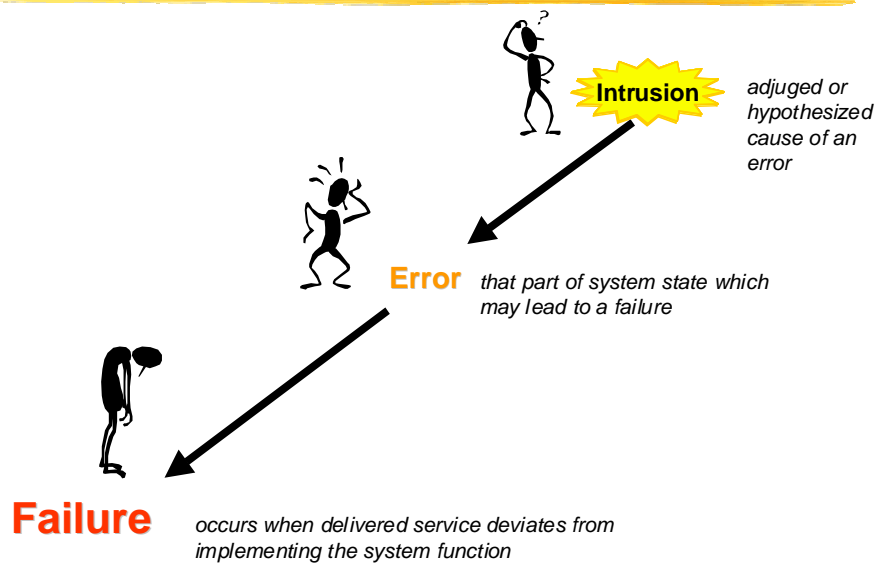 ?
Intrusion
adjuged or
hypothesized
cause of an
error
Error
that part of system state which
may lead to a failure
Failure
occurs when delivered service deviates from
implementing the system function